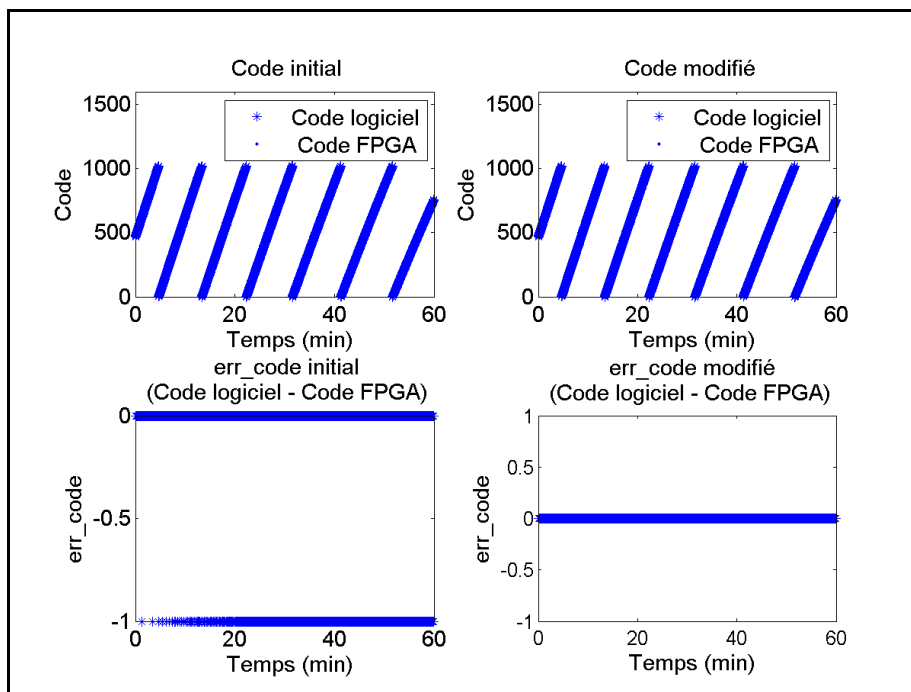 Code initial
1500
1000
500
0
Code
Code logiciel
Code FPGA
0 20 40 60
Temps (min)
Code modifié
1500
1000
500
0
Code
Code logiciel
Code FPGA
0 20 40 60
Temps (min)
err_code initial
(Code logiciel - Code FPGA)
0
-0.5
-1
err_code
0 20 40 60
Temps (min)
err_code modifié
(Code logiciel - Code FPGA)
1
0.5
0
-0.5
-1
err_code
0 20 40 60
Temps (min)